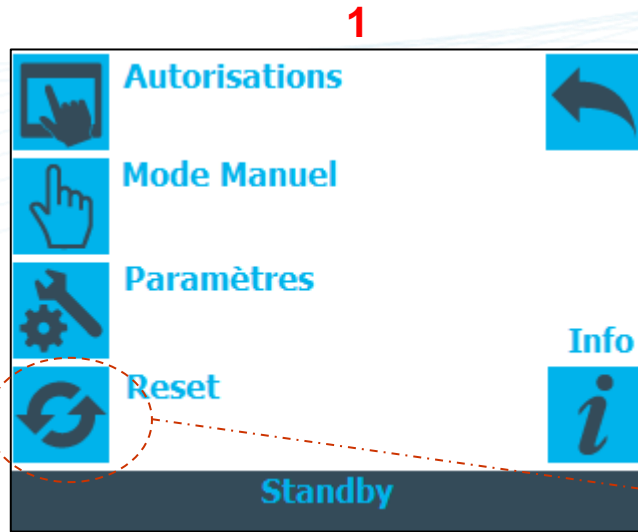 1
Autorisations
Mode Manuel
Paramètres
Info
Reset
Standby